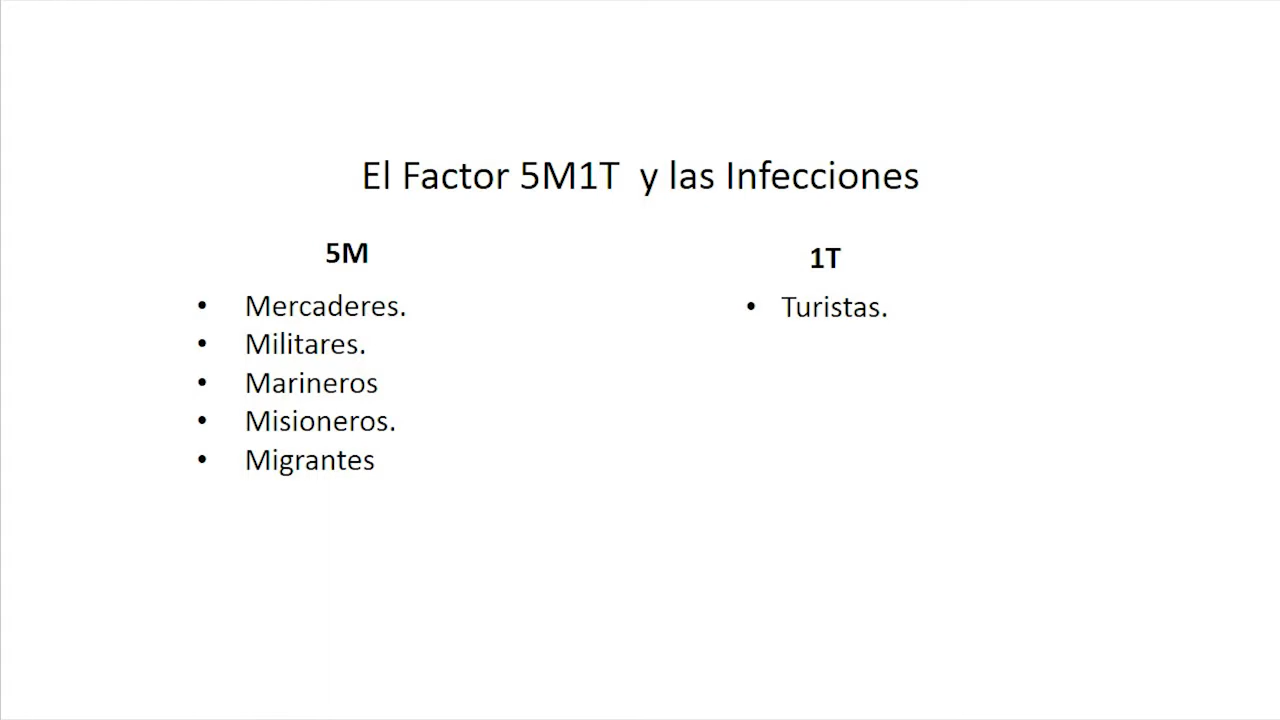 El Factor 5M1T y las Infecciones
5M
• Mercaderes.
• Militares.
• Marineros
• Misioneros.
• Migrantes
1T
• Turistas.